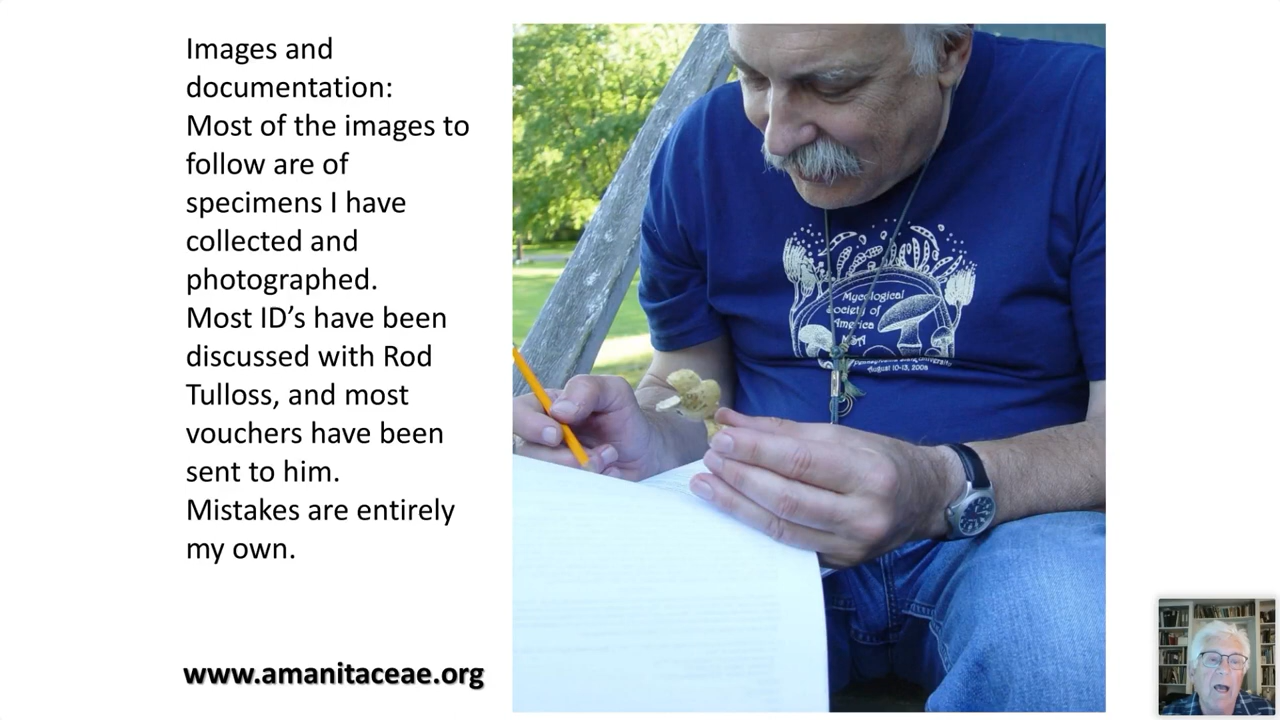 Images and
documentation:
Most of the images to
follow are of
specimens I have
collected and
photographed.
Most ID’s have been
discussed with Rod
Tulloss, and most
vouchers have been
sent to him.
Mistakes are entirely
my own.
www.amanitaceae.org
Mycological
Society of
America
MSA
August 10-13, 2008